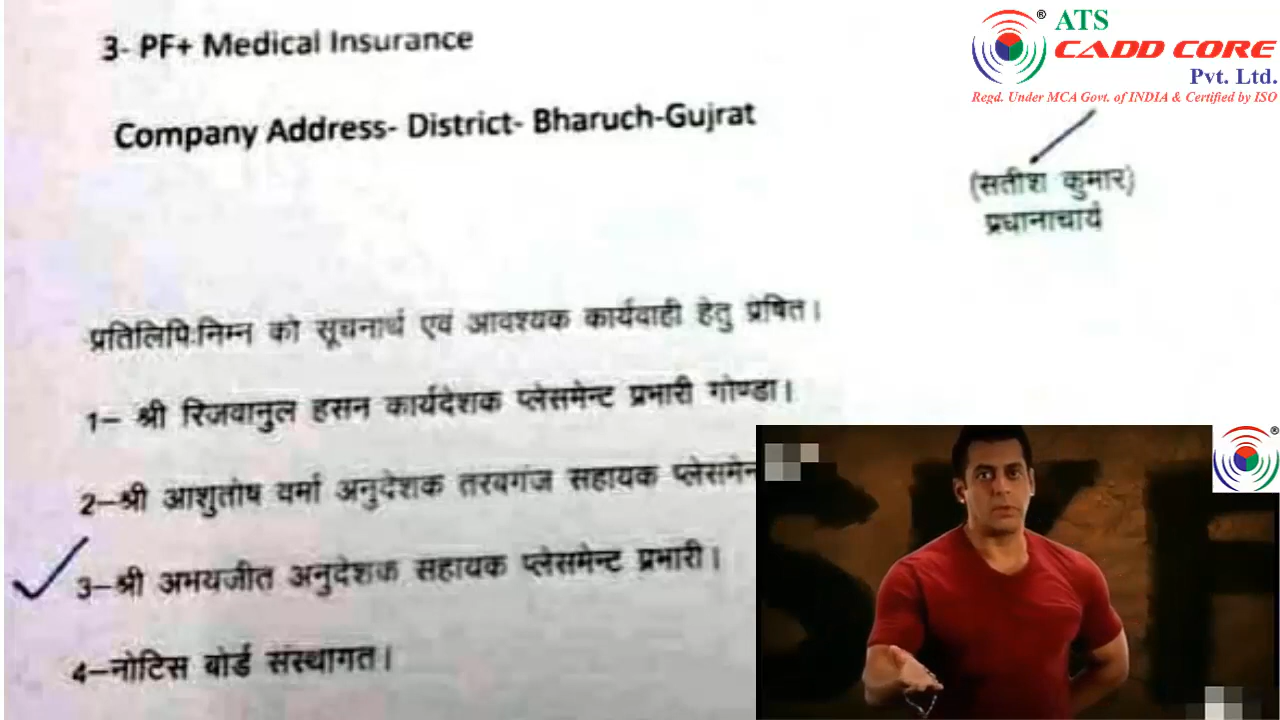 3- PF+ Medical Insurance
Company Address- District- Bharuch-Gujrat
® ATS
CADD CORE
Pvt. Ltd.
Regd. Under MCA Govt. of INDIA & Certified by ISO
(सतीश कुमार)
प्रधानाचार्य
प्रतिलिपिःनिम्न को सूचनार्थ एवं आवश्यक कार्यवाही हेतु प्रेषित।
1– श्री रिजवानुल हसन कार्यदेशक प्लेसमेन्ट प्रभारी गोण्डा।
2–श्री आशुतोष वर्मा अनुदेशक तरबगंज सहायक प्लेसमेन
3–श्री अभयजीत अनुदेशक सहायक प्लेसमेन्ट प्रभारी।
4–नोटिस बोर्ड संस्थागत।
®